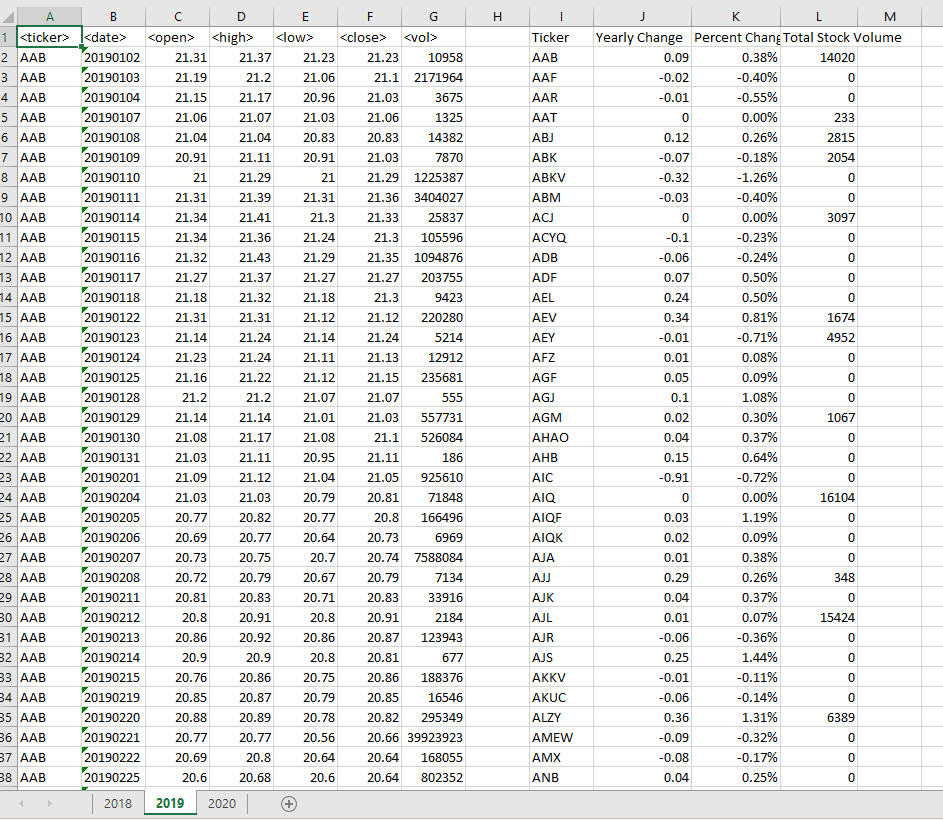 A B C D E F G H I J K L M
1 <ticker> <date> <open> <high> <low> <close> <vol> Ticker Yearly Change Percent Chang Total Stock Volume
2 AAB 20190102 21.31 21.37 21.23 21.23 10958 AAB 0.09 0.38% 14020
3 AAB 20190103 21.19 21.2 21.06 21.1 2171964 AAF -0.02 -0.40% 0
4 AAB 20190104 21.15 21.17 20.96 21.03 3675 AAR -0.01 -0.55% 0
5 AAB 20190107 21.06 21.07 21.03 21.06 1325 AAT 0 0.00% 233
6 AAB 20190108 21.04 21.04 20.83 20.83 14382 ABJ 0.12 0.26% 2815
7 AAB 20190109 20.91 21.11 20.91 21.03 7870 ABK -0.07 -0.18% 2054
8 AAB 20190110 21 21.29 21 21.29 1225387 ABKV -0.32 -1.26% 0
9 AAB 20190111 21.31 21.39 21.31 21.36 3404027 ABM -0.03 -0.40% 0
10 AAB 20190114 21.34 21.41 21.3 21.33 25837 ACJ 0 0.00% 3097
11 AAB 20190115 21.34 21.36 21.24 21.3 105596 ACYQ -0.1 -0.23% 0
12 AAB 20190116 21.32 21.43 21.29 21.35 1094876 ADB -0.06 -0.24% 0
13 AAB 20190117 21.27 21.37 21.27 21.27 203755 ADF 0.07 0.50% 0
14 AAB 20190118 21.18 21.32 21.18 21.3 9423 AEL 0.24 0.50% 0
15 AAB 20190122 21.31 21.31 21.12 21.12 220280 AEV 0.34 0.81% 1674
16 AAB 20190123 21.14 21.24 21.14 21.24 5214 AEY -0.01 -0.71% 4952
17 AAB 20190124 21.23 21.24 21.11 21.13 12912 AFZ 0.01 0.08% 0
18 AAB 20190125 21.16 21.22 21.12 21.15 235681 AGF 0.05 0.09% 0
19 AAB 20190128 21.2 21.2 21.07 21.07 555 AGJ 0.1 1.08% 0
20 AAB 20190129 21.14 21.14 21.01 21.03 557731 AGM 0.02 0.30% 1067
21 AAB 20190130 21.08 21.17 21.08 21.1 526084 AHAO 0.04 0.37% 0
22 AAB 20190131 21.03 21.11 20.95 21.11 186 AHB 0.15 0.64% 0
23 AAB 20190201 21.09 21.12 21.04 21.05 925610 AIC -0.91 -0.72% 0
24 AAB 20190204 21.03 21.03 20.79 20.81 71848 AIQ 0 0.00% 16104
25 AAB 20190205 20.77 20.82 20.77 20.8 166496 AIQF 0.03 1.19% 0
26 AAB 20190206 20.69 20.77 20.64 20.73 6969 AIQK 0.02 0.09% 0
27 AAB 20190207 20.73 20.75 20.7 20.74 7588084 AJA 0.01 0.38% 0
28 AAB 20190208 20.72 20.79 20.67 20.79 7134 AJJ 0.29 0.26% 348
29 AAB 20190211 20.81 20.83 20.71 20.83 33916 AJK 0.04 0.37% 0
30 AAB 20190212 20.8 20.91 20.8 20.91 2184 AJL 0.01 0.07% 15424
31 AAB 20190213 20.86 20.92 20.86 20.87 123943 AJR -0.06 -0.36% 0
32 AAB 20190214 20.9 20.9 20.8 20.81 677 AJS 0.25 1.44% 0
33 AAB 20190215 20.76 20.86 20.75 20.86 188376 AKKV -0.01 -0.11% 0
34 AAB 20190219 20.85 20.87 20.79 20.85 16546 AKUC -0.06 -0.14% 0
35 AAB 20190220 20.88 20.89 20.78 20.82 295349 ALZY 0.36 1.31% 6389
36 AAB 20190221 20.77 20.77 20.56 20.66 39923923 AMEW -0.09 -0.32% 0
37 AAB 20190222 20.69 20.8 20.64 20.64 168055 AMX -0.08 -0.17% 0
38 AAB 20190225 20.6 20.68 20.6 20.64 802352 ANB 0.04 0.25% 0
2018 2019 2020